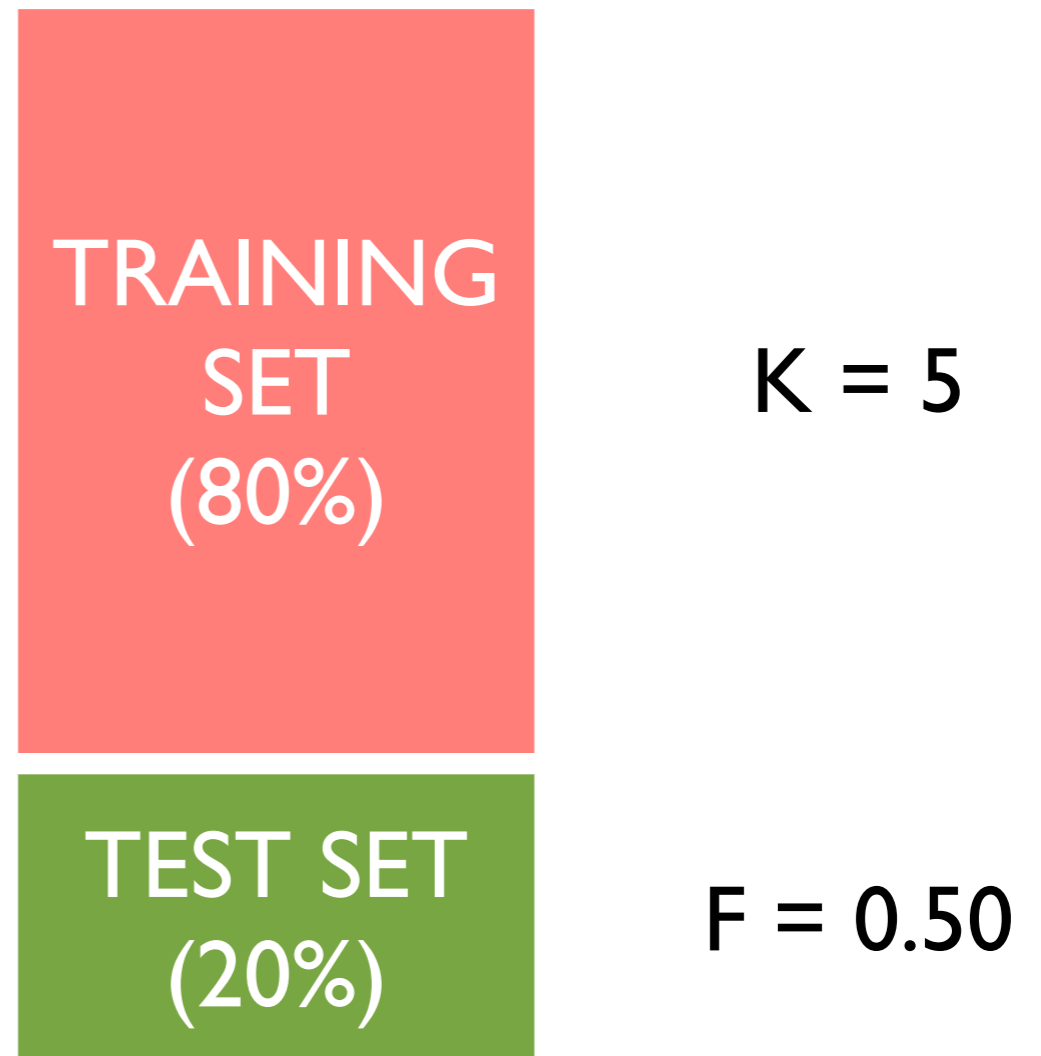 TRAINING
SET
(80%)
K = 5
TEST SET
(20%)
F = 0.50